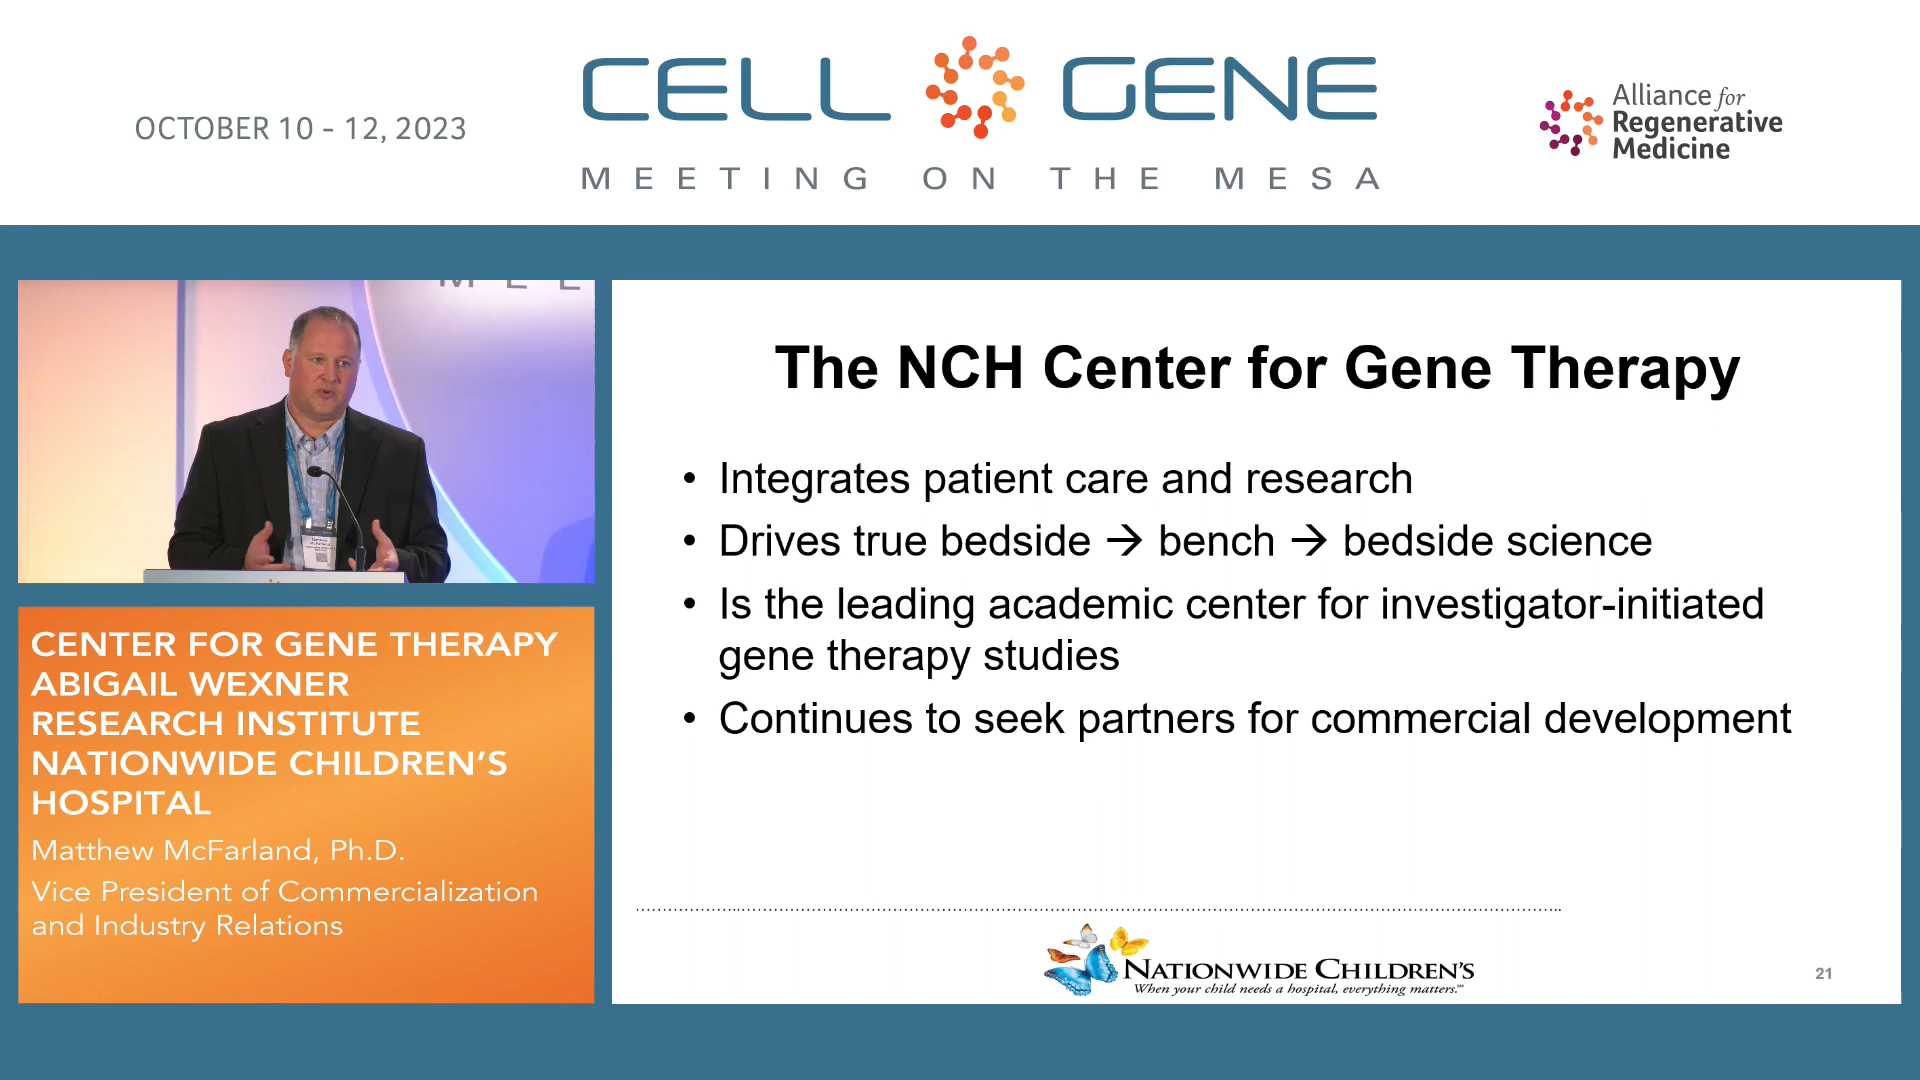 OCTOBER 10 - 12, 2023
CELL GENE
MEETING ON THE MESA
Alliance for
Regenerative
Medicine
M E E
CENTER FOR GENE THERAPY
ABIGAIL WEXNER
RESEARCH INSTITUTE
NATIONWIDE CHILDREN'S
HOSPITAL
Matthew McFarland, Ph.D.
Vice President of Commercialization
and Industry Relations
The NCH Center for Gene Therapy
• Integrates patient care and research
• Drives true bedside → bench → bedside science
• Is the leading academic center for investigator-initiated
gene therapy studies
• Continues to seek partners for commercial development
NATIONWIDE CHILDREN'S
When your child needs a hospital, everything matters.℠
21